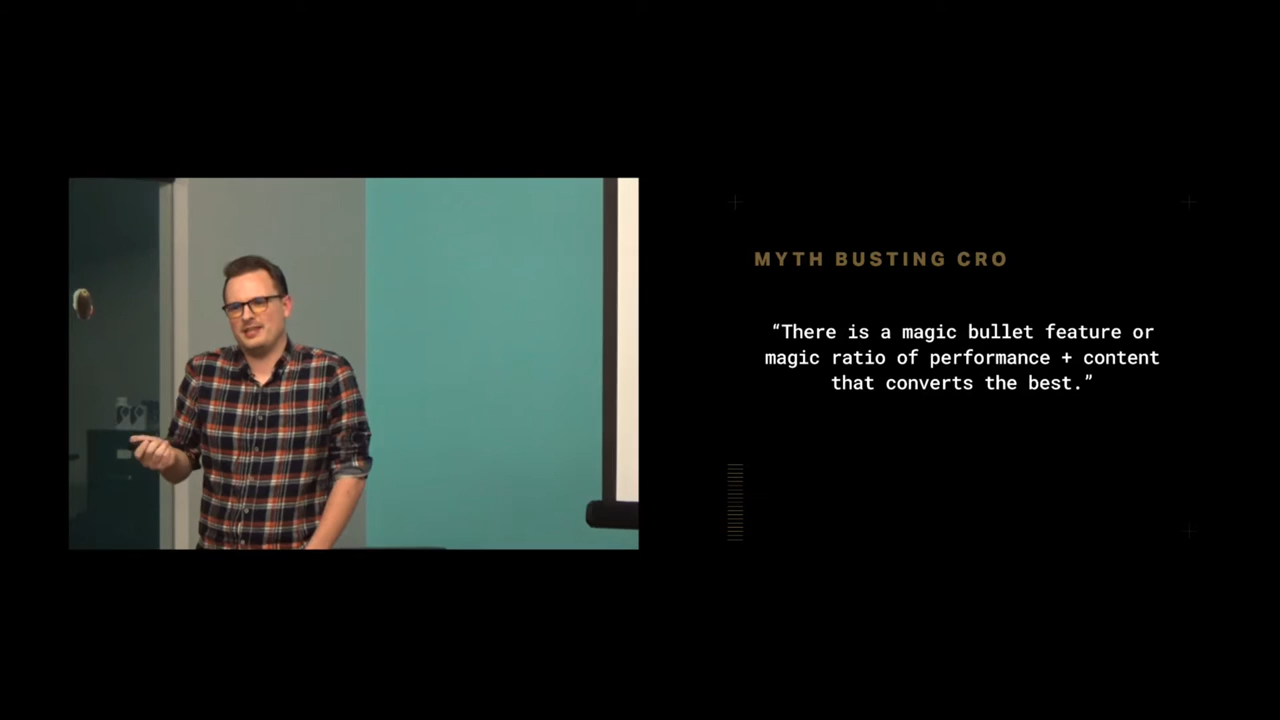 MYTH BUSTING CRO
“There is a magic bullet feature or
magic ratio of performance + content
that converts the best.”